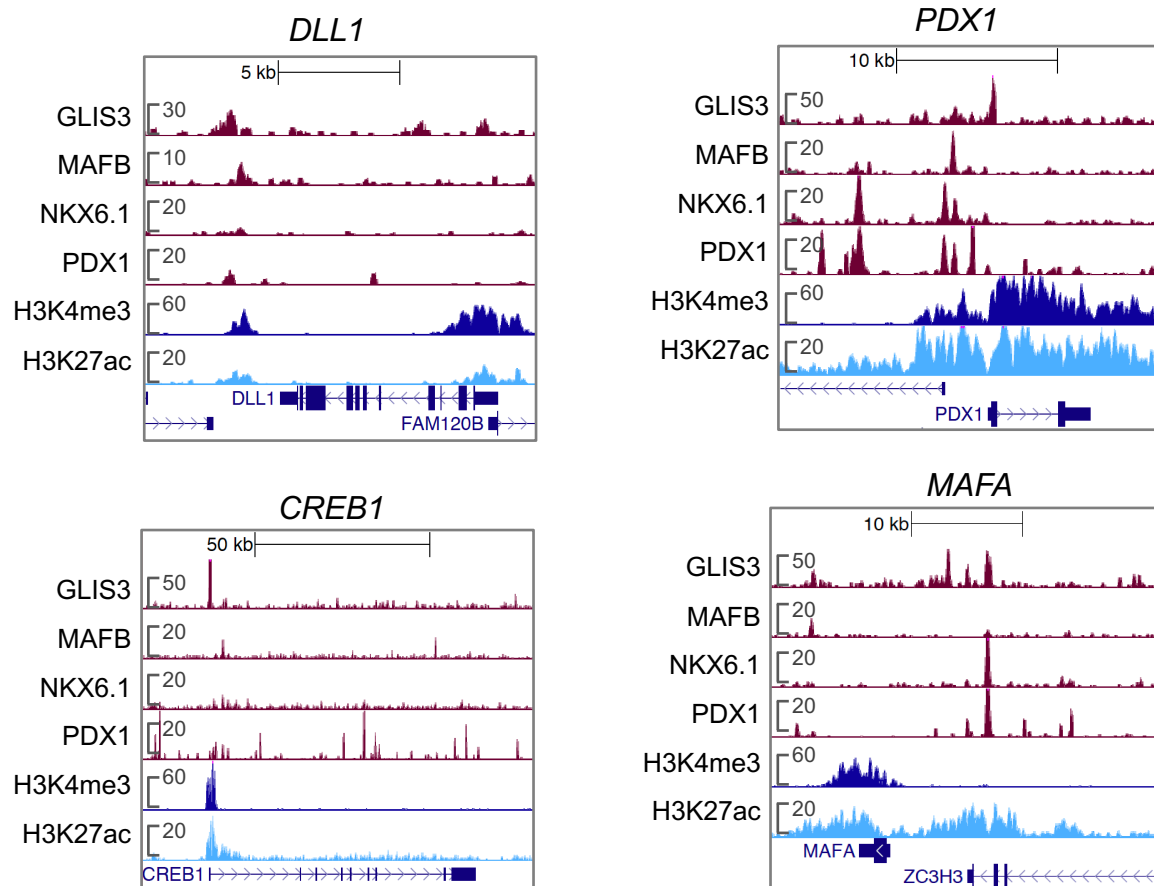 DLL1
5 kb
GLIS3 30
MAFB 10
NKX6.1 20
PDX1 20
H3K4me3 60
H3K27ac 20
DLL1
FAM120B
PDX1
10 kb
GLIS3 50
MAFB 20
NKX6.1 20
PDX1 20
H3K4me3 60
H3K27ac 20
PDX1
CREB1
50 kb
GLIS3 50
MAFB 20
NKX6.1 20
PDX1 20
H3K4me3 60
H3K27ac 20
CREB1
MAFA
10 kb
GLIS3 50
MAFB 20
NKX6.1 20
PDX1 20
H3K4me3 60
H3K27ac 20
MAFA
ZC3H3